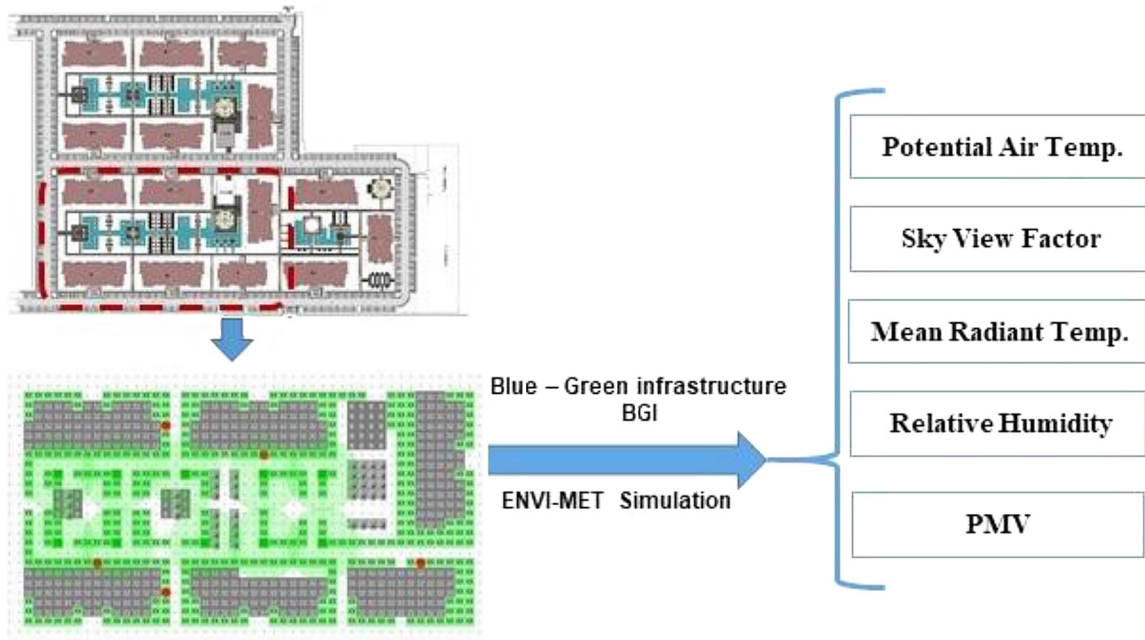 Blue – Green infrastructure
BGI
ENVI-MET Simulation
Potential Air Temp.
Sky View Factor
Mean Radiant Temp.
Relative Humidity
PMV